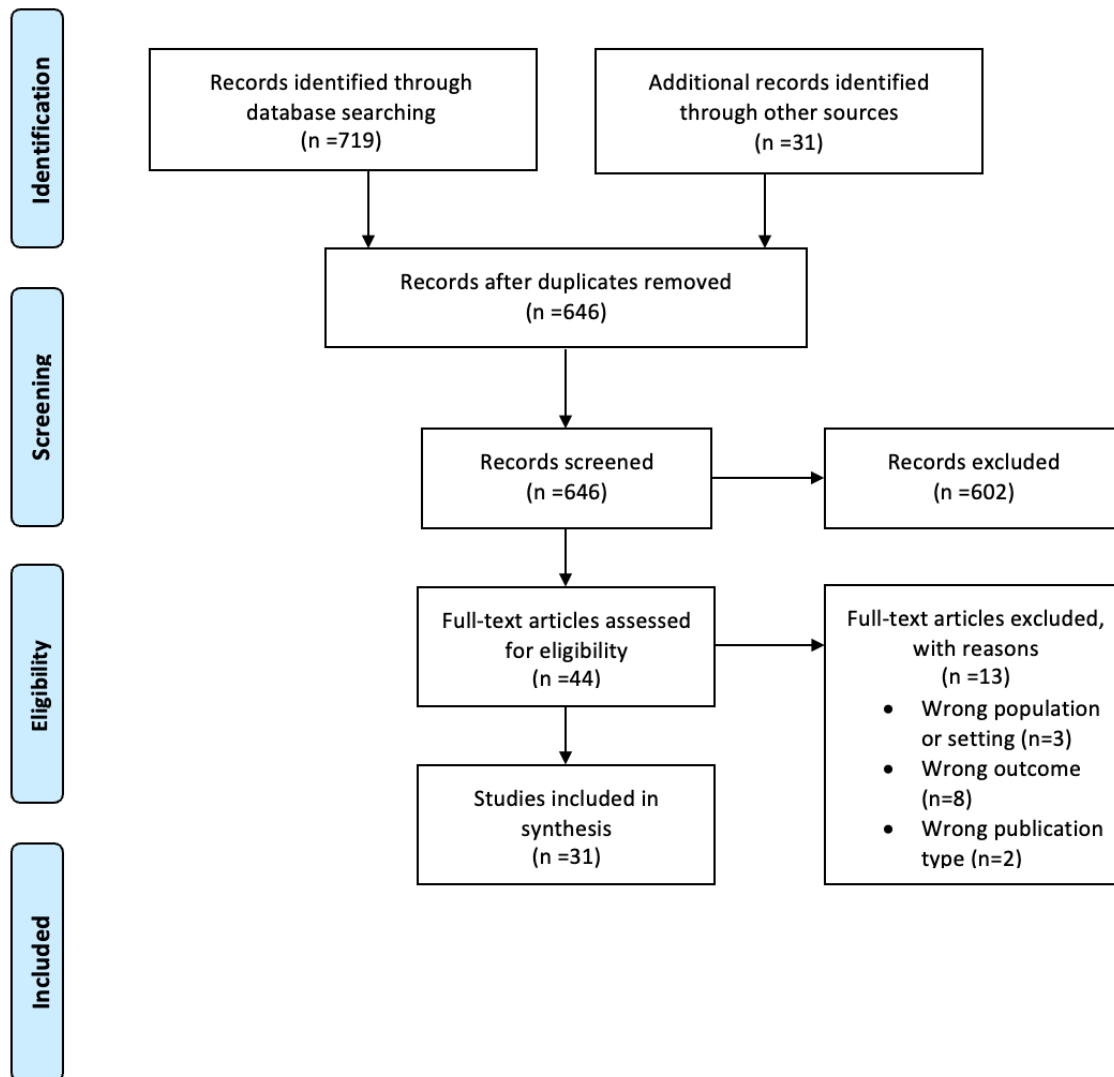 Identification
Records identified through
database searching
(n =719)
Additional records identified
through other sources
(n =31)
Records after duplicates removed
(n =646)
Screening
Records screened
(n =646)
Records excluded
(n =602)
Eligibility
Full-text articles assessed
for eligibility
(n =44)
Full-text articles excluded,
with reasons
(n =13)
• Wrong population
or setting (n=3)
• Wrong outcome
(n=8)
• Wrong publication
type (n=2)
Studies included in
synthesis
(n =31)
Included